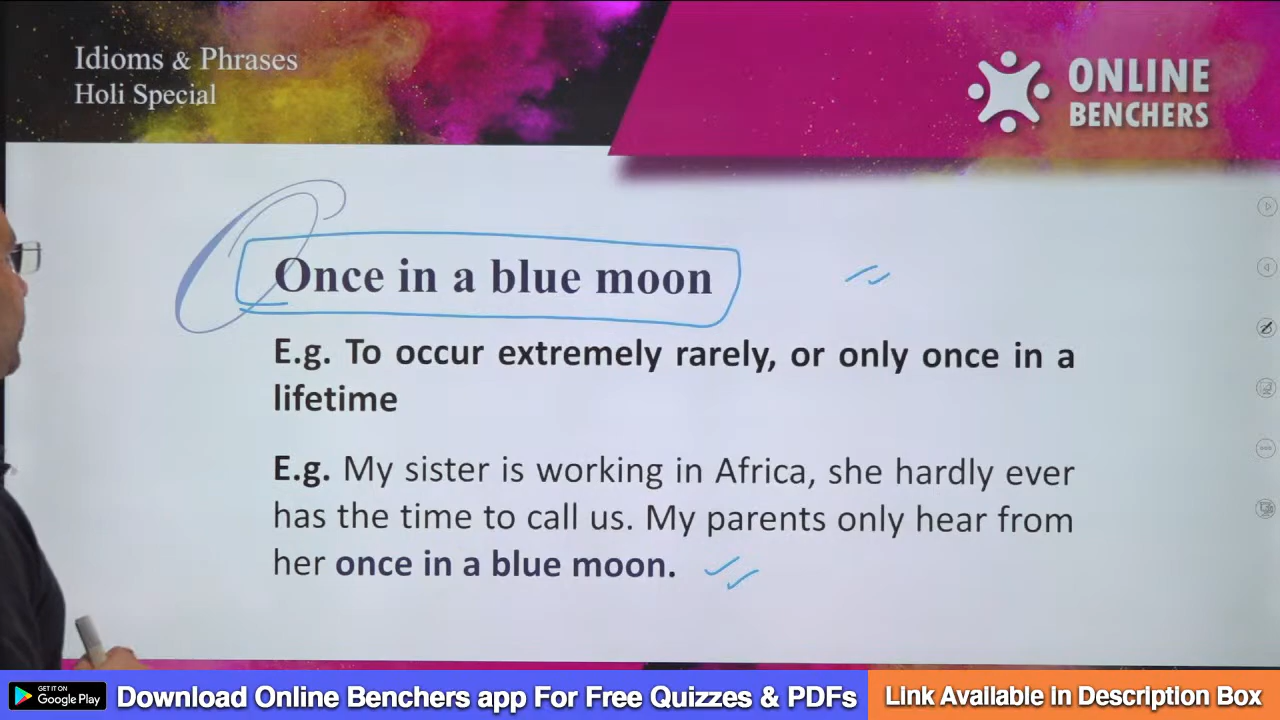 Idioms & Phrases
Holi Special
ONLINE
BENCHERS
Once in a blue moon
E.g. To occur extremely rarely, or only once in a
lifetime
E.g. My sister is working in Africa, she hardly ever
has the time to call us. My parents only hear from
her once in a blue moon.
GET IT ON
Google Play
Download Online Benchers app For Free Quizzes & PDFs
Link Available In Description Box